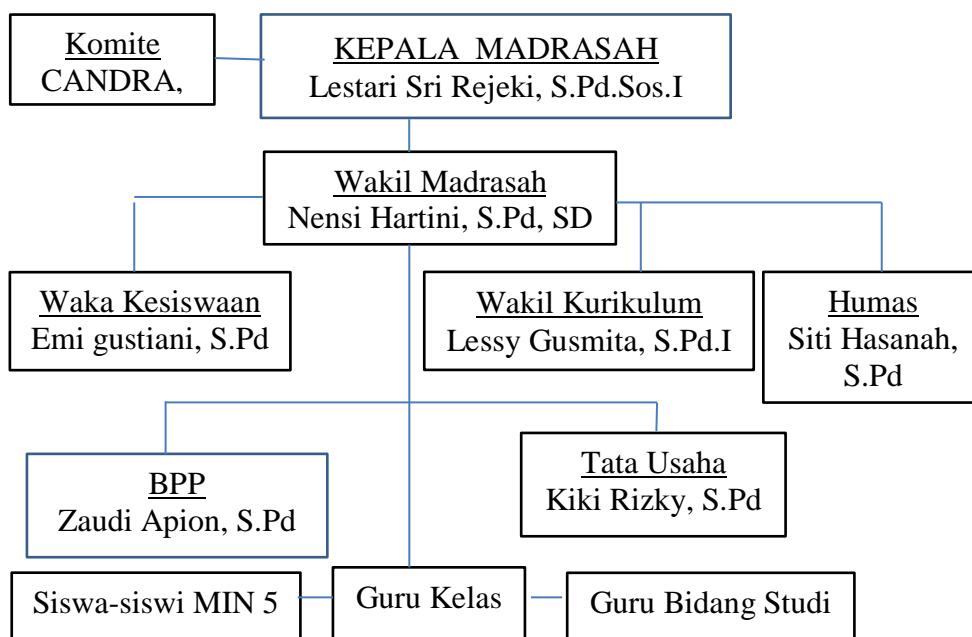 Komite
CANDRA,
KEPALA MADRASAH
Lestari Sri Rejeki, S.Pd.Sos.I
Wakil Madrasah
Nensi Hartini, S.Pd, SD
Waka Kesiswaan
Emi gustiani, S.Pd
Wakil Kurikulum
Lessy Gusmita, S.Pd.I
Humas
Siti Hasanah,
S.Pd
BPP
Zaudi Apion, S.Pd
Tata Usaha
Kiki Rizky, S.Pd
Siswa-siswi MIN 5
Guru Kelas
Guru Bidang Studi